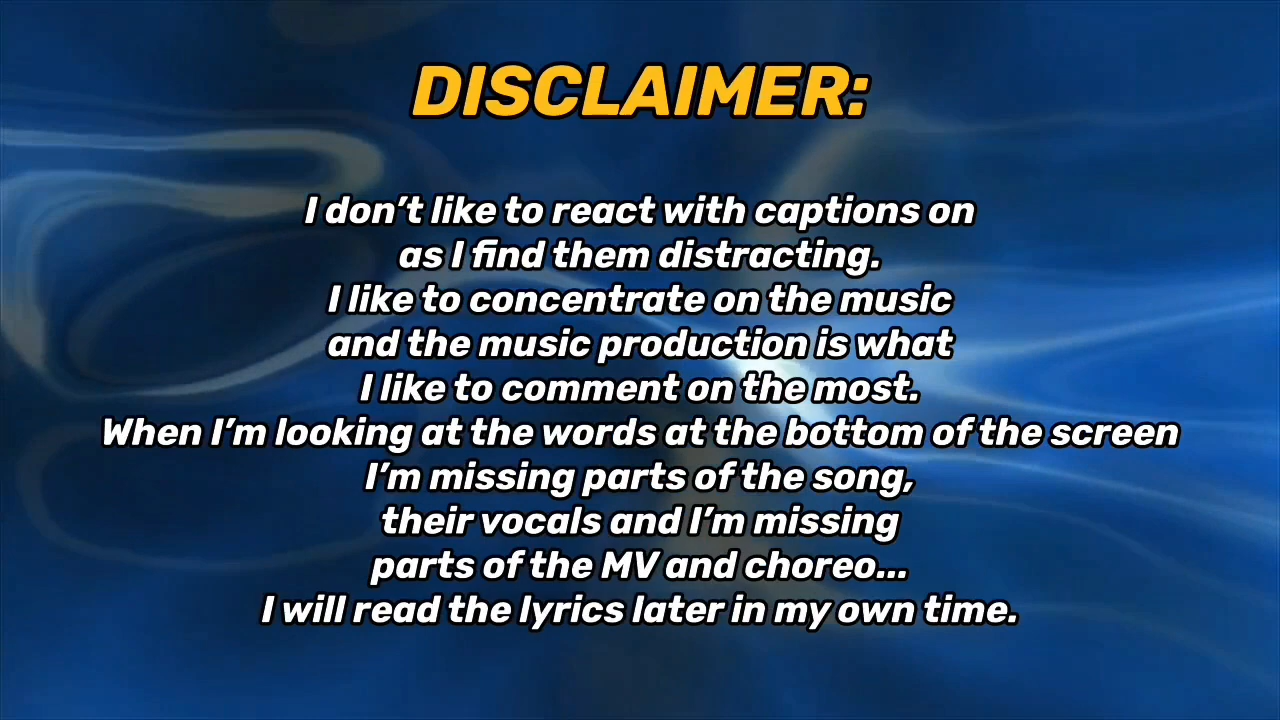 DISCLAIMER:
I don't like to react with captions on
as I find them distracting.
I like to concentrate on the music
and the music production is what
I like to comment on the most.
When I'm looking at the words at the bottom of the screen
I'm missing parts of the song,
their vocals and I'm missing
parts of the MV and choreo...
I will read the lyrics later in my own time.